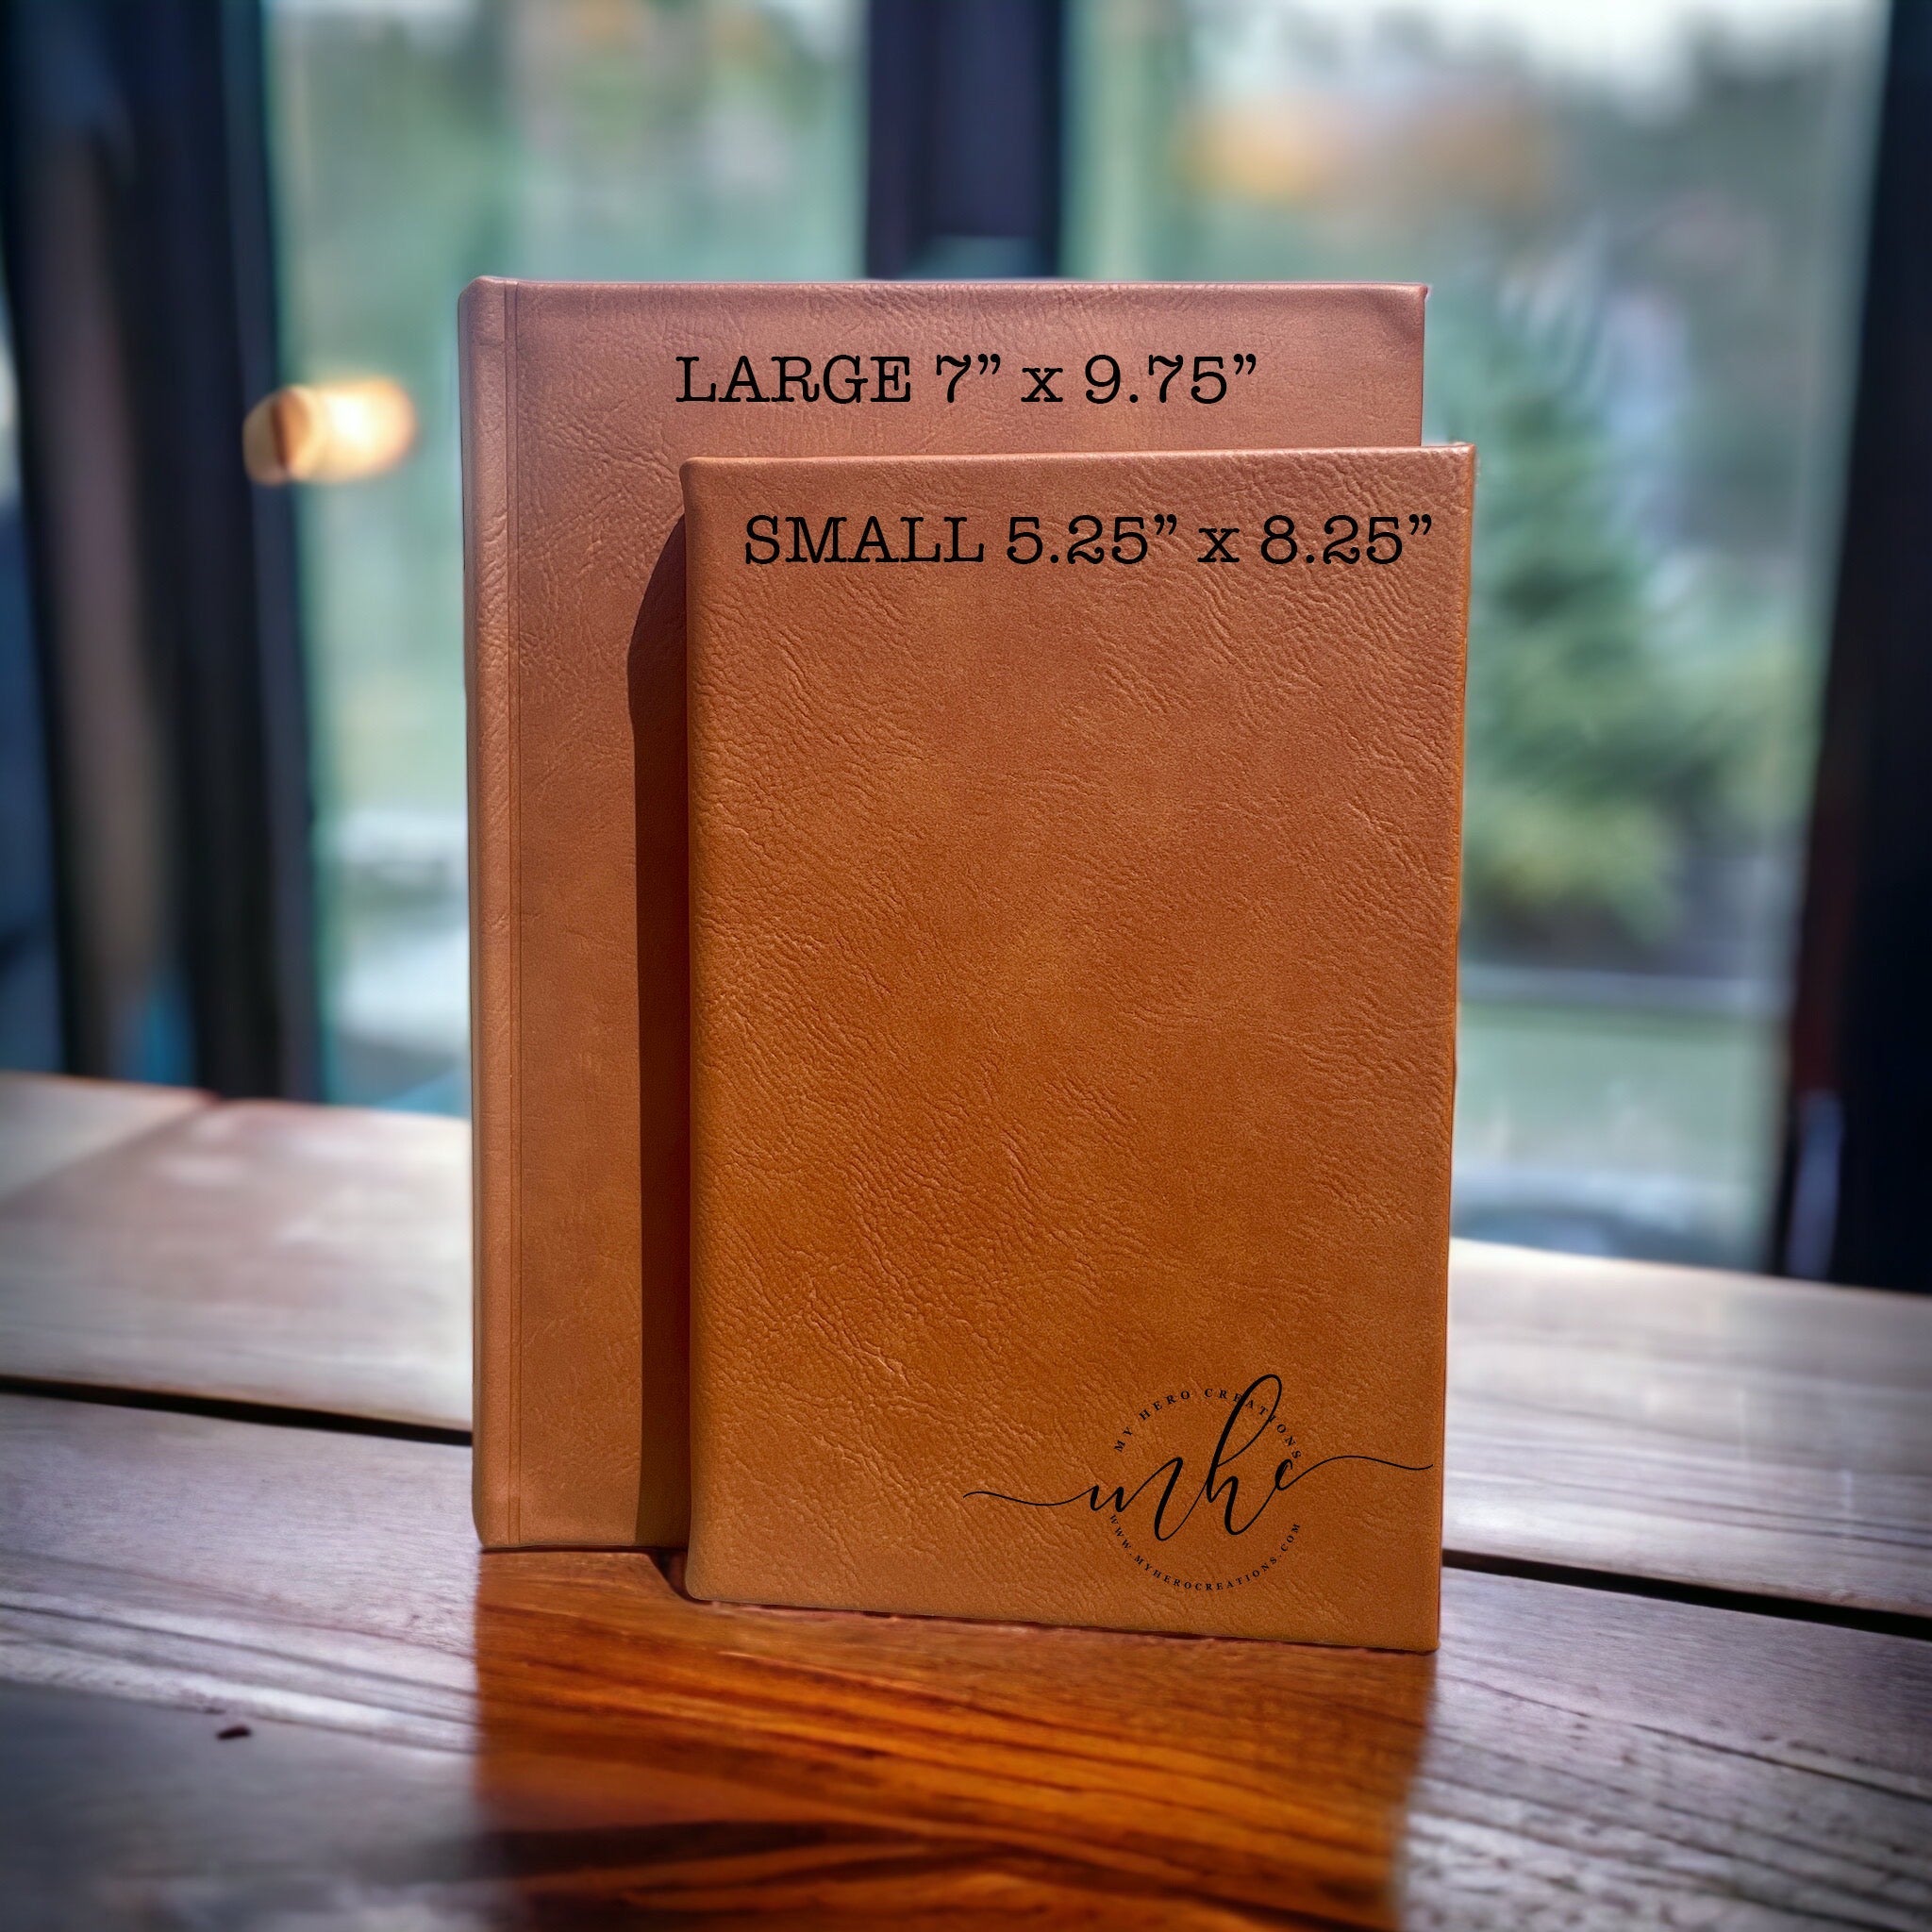 LARGE 7” x 9.75”
SMALL 5.25” x 8.25”
MY HERO CREATIONS
mhc
WWW.MYHEROCREATIONS.COM